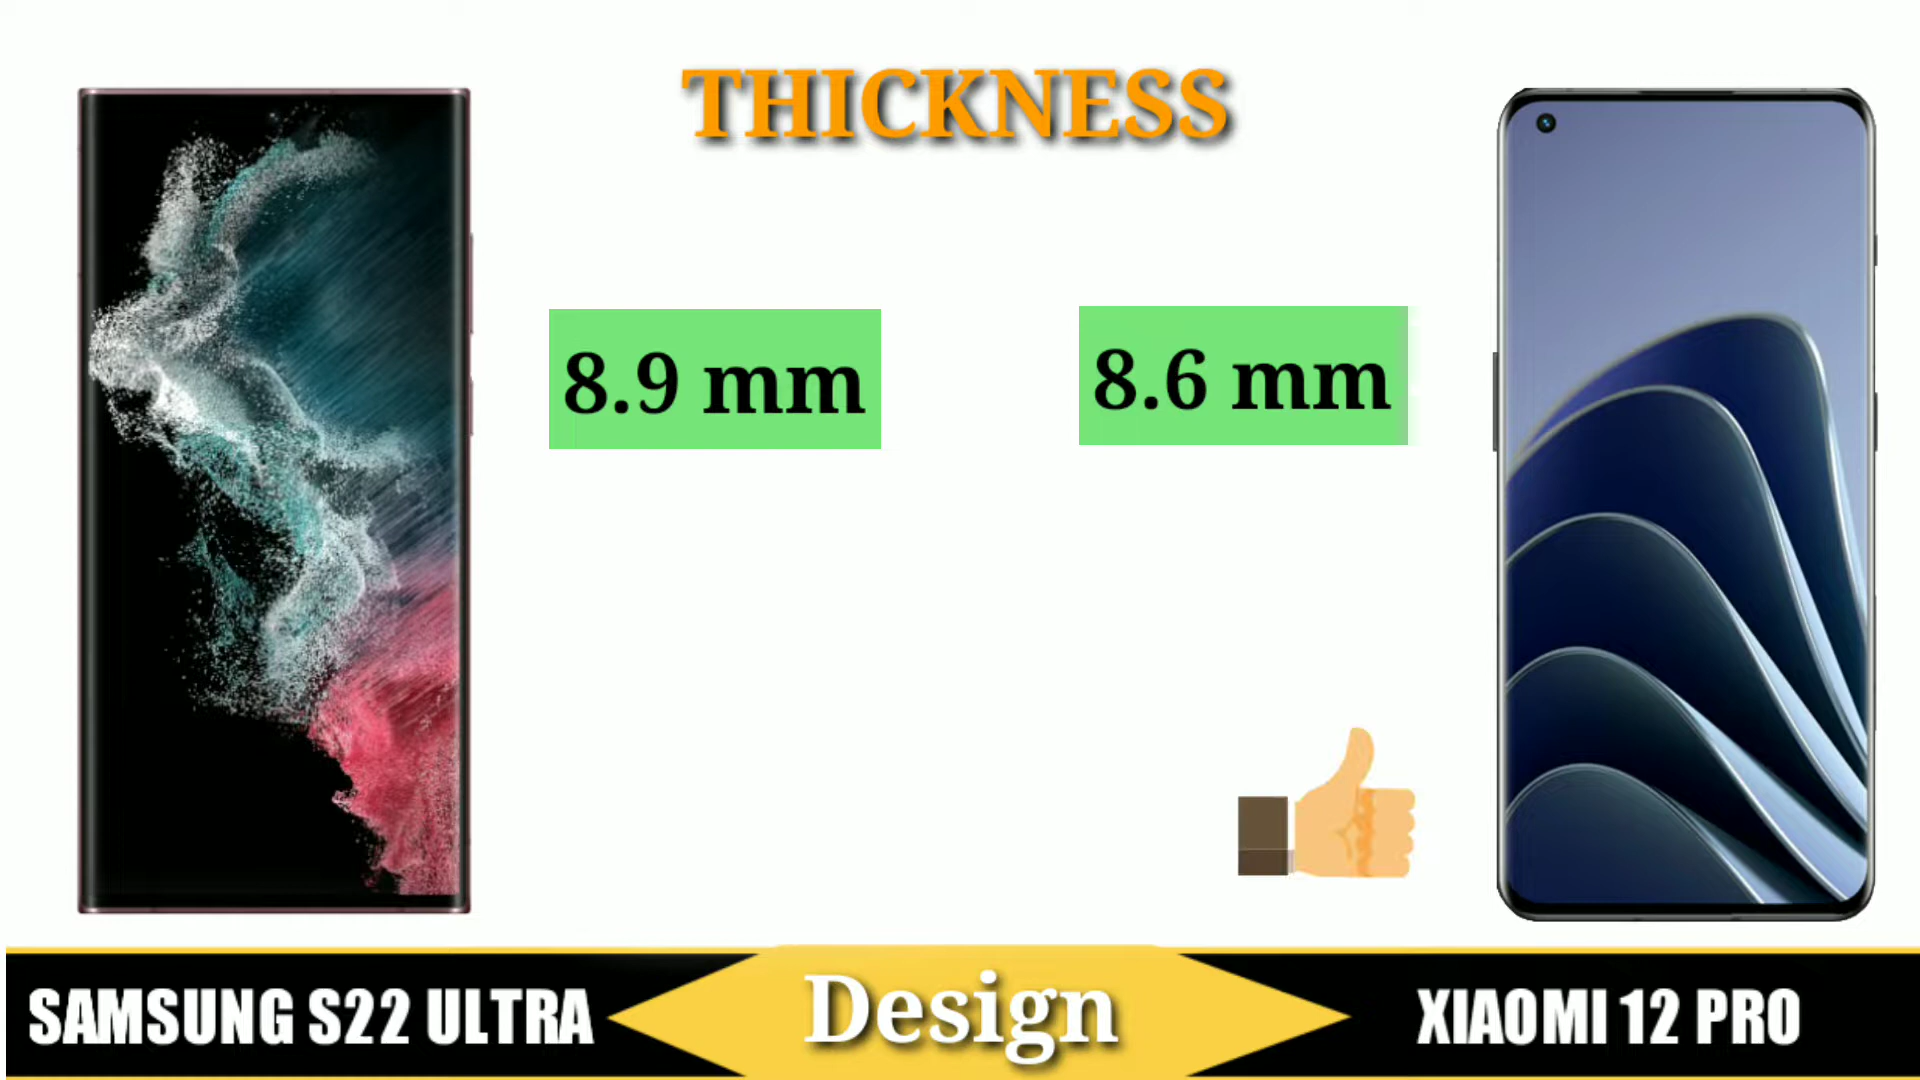 THICKNESS
8.9 mm
8.6 mm
SAMSUNG S22 ULTRA
Design
XIAOMI 12 PRO